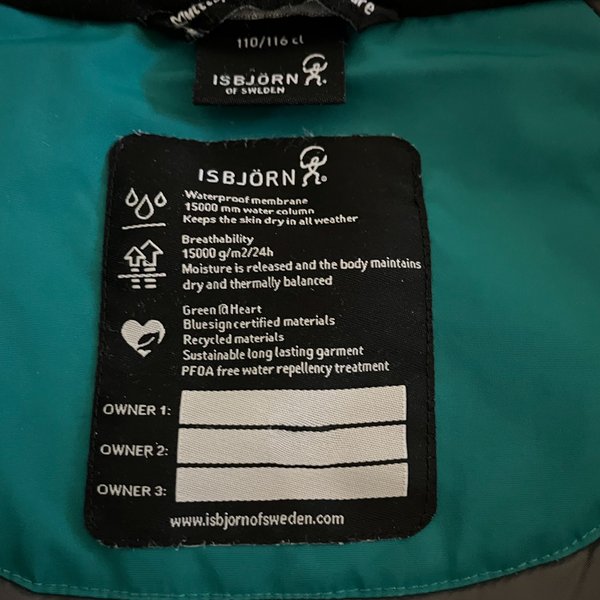 110/116 cl
ISBJÖRN
OF SWEDEN
ISBJÖRN
Waterproof membrane
15000 mm water column
Keeps the skin dry in all weather
Breathability
15000 g/m2/24h
Moisture is released and the body maintains
dry and thermally balanced
Green @ Heart
Bluesign certified materials
Recycled materials
Sustainable long lasting garment
PFOA free water repellency treatment
OWNER 1:
OWNER 2:
OWNER 3:
www.isbjornofsweden.com